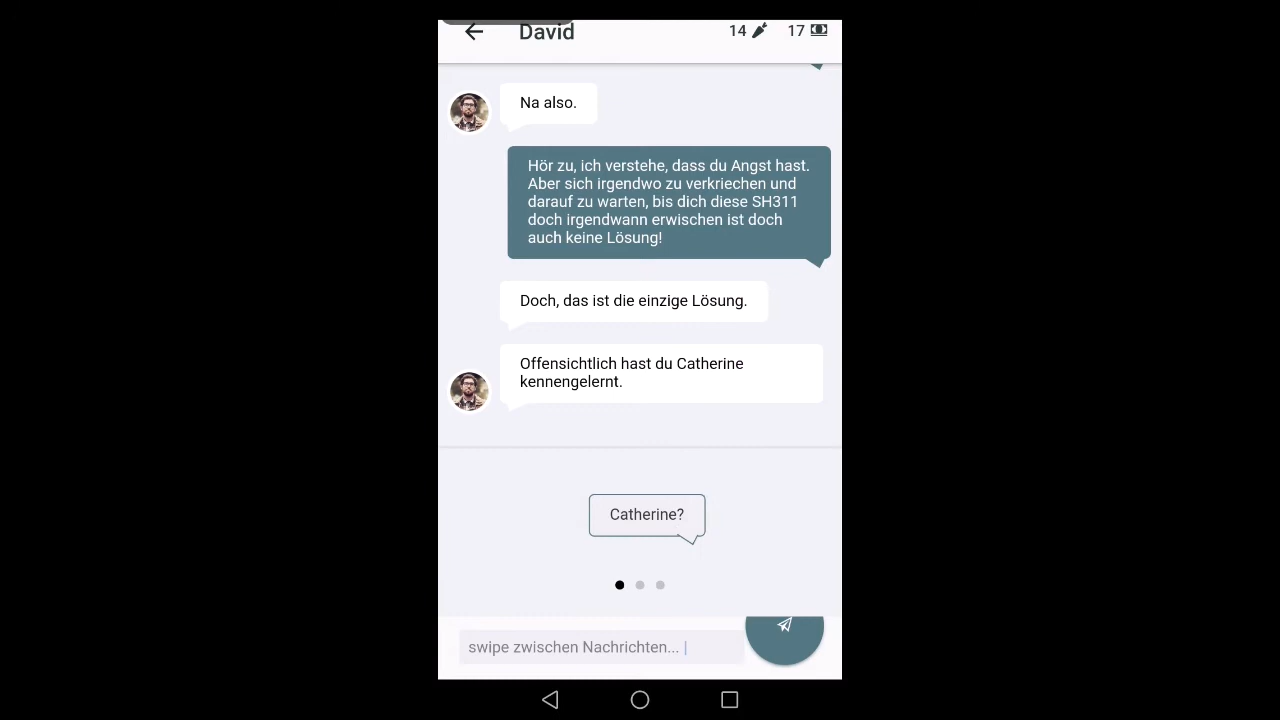 David 14 17
Na also.
Hör zu, ich verstehe, dass du Angst hast.
Aber sich irgendwo zu verkriechen und
darauf zu warten, bis dich diese SH311
doch irgendwann erwischen ist doch
auch keine Lösung!
Doch, das ist die einzige Lösung.
Offensichtlich hast du Catherine
kennengelernt.
Catherine?
swipe zwischen Nachrichten...